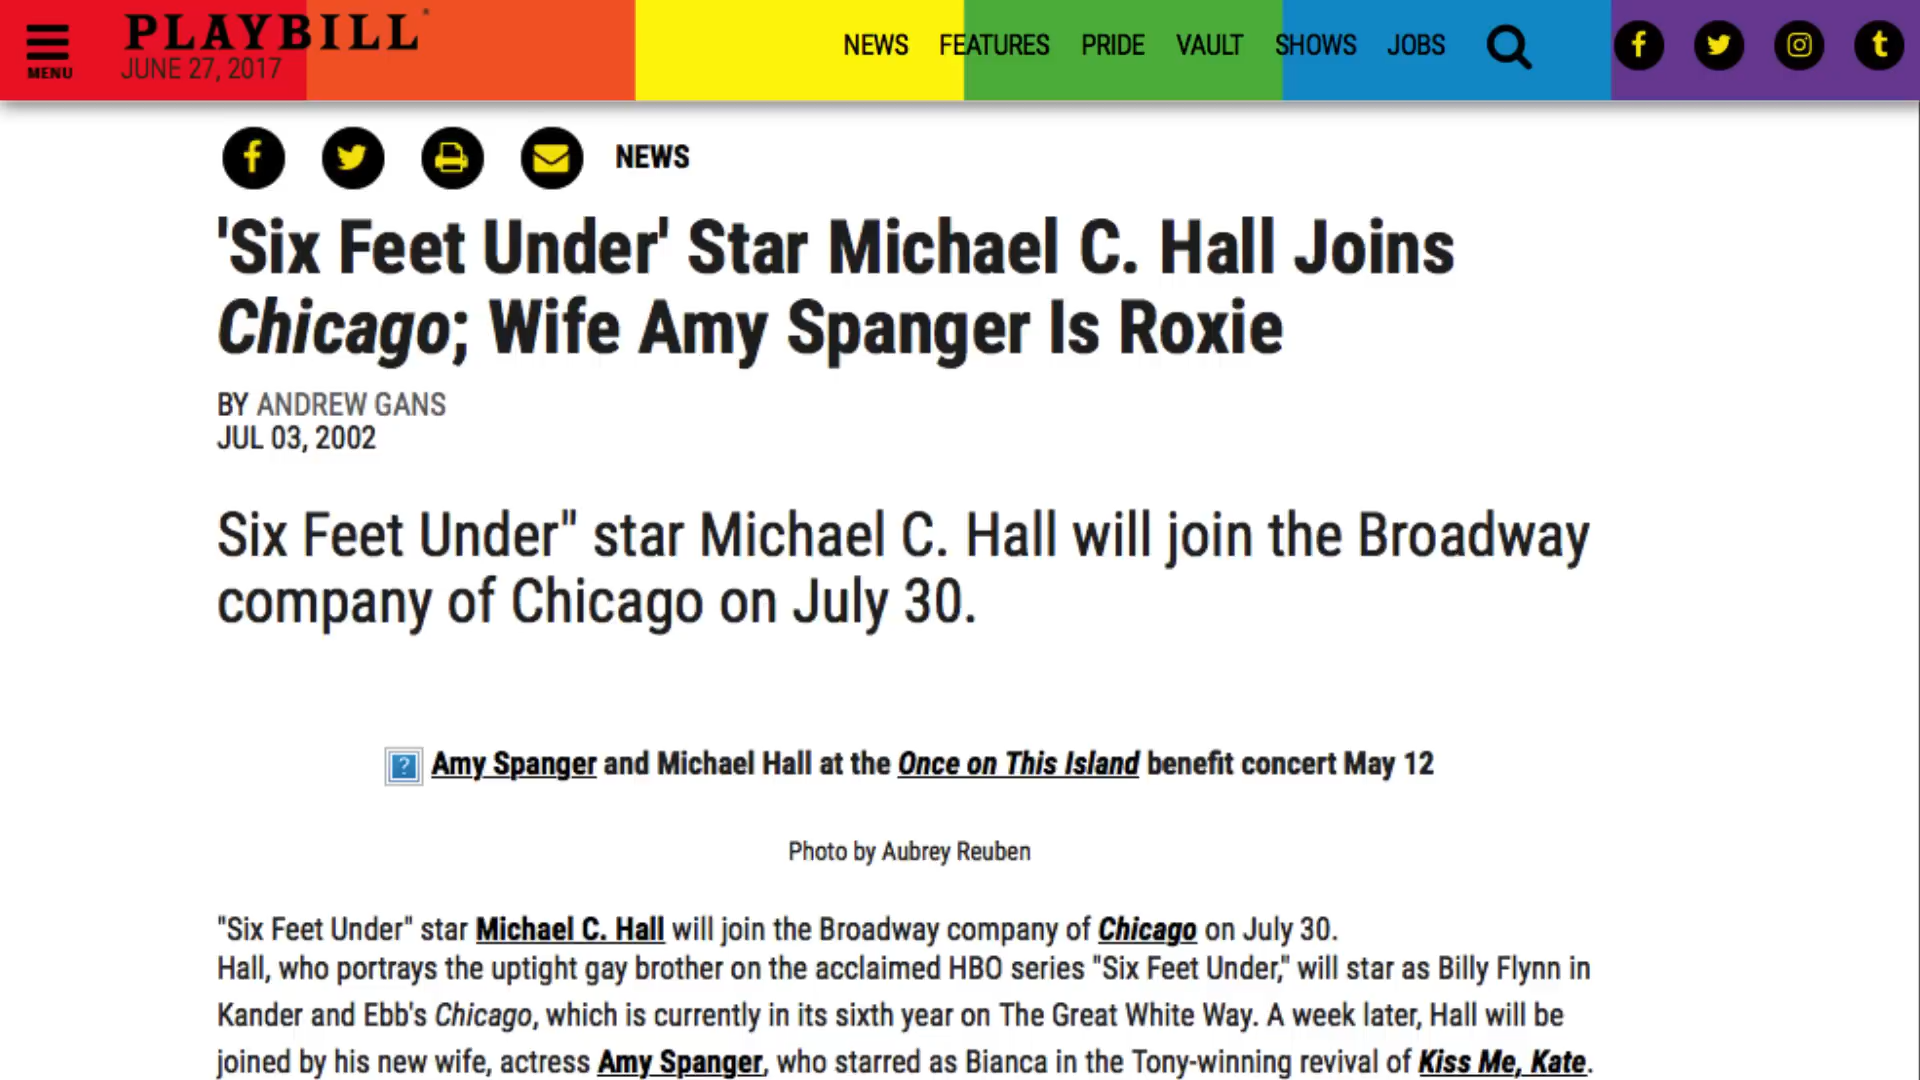 PLAYBILL
NEWS FEATURES PRIDE VAULT SHOWS JOBS
MENU
JUNE 27, 2017
NEWS
'Six Feet Under' Star Michael C. Hall Joins
Chicago; Wife Amy Spanger Is Roxie
BY ANDREW GANS
JUL 03, 2002
Six Feet Under" star Michael C. Hall will join the Broadway
company of Chicago on July 30.
Amy Spanger and Michael Hall at the Once on This Island benefit concert May 12
Photo by Aubrey Reuben
"Six Feet Under" star Michael C. Hall will join the Broadway company of Chicago on July 30.
Hall, who portrays the uptight gay brother on the acclaimed HBO series "Six Feet Under," will star as Billy Flynn in
Kander and Ebb's Chicago, which is currently in its sixth year on The Great White Way. A week later, Hall will be
joined by his new wife, actress Amy Spanger, who starred as Bianca in the Tony-winning revival of Kiss Me, Kate.